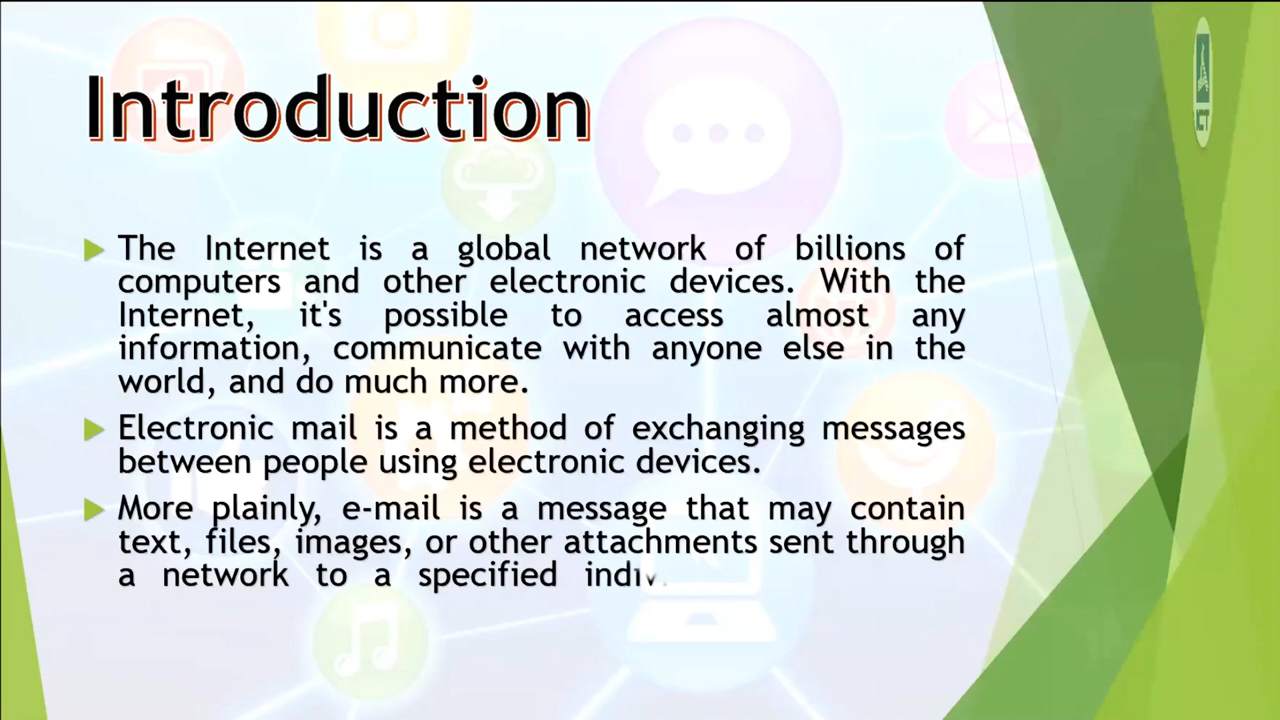 Introduction
The Internet is a global network of billions of
computers and other electronic devices. With the
Internet, it's possible to access almost any
information, communicate with anyone else in the
world, and do much more.
Electronic mail is a method of exchanging messages
between people using electronic devices.
More plainly, e-mail is a message that may contain
text, files, images, or other attachments sent through
a network to a specified
ICT